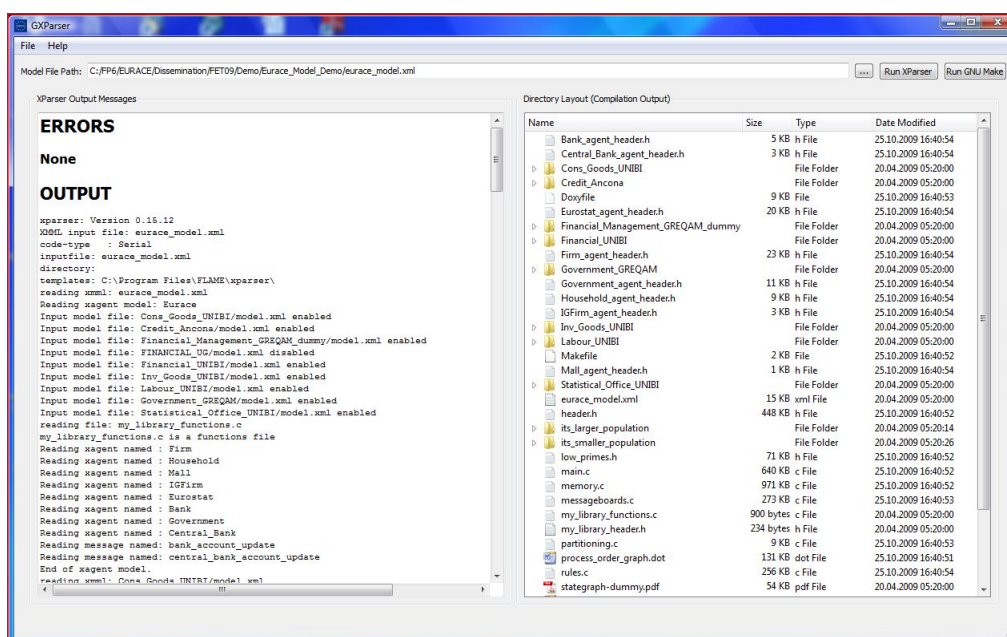 GXParser
File Help
Model File Path: C:/FP6/EURACE/Dissemination/FET09/Demo/Eurace_Model_Demo/eurace_model.xml ... Run XParser Run GNU Make
XParser Output Messages
ERRORS
None
OUTPUT
xparser: Version 0.15.12
XMML input file: eurace_model.xml
code-type : Serial
inputfile: eurace_model.xml
directory:
templates: C:\Program Files\FLAME\xparser\
reading xmml: eurace_model.xml
Reading xagent model: Eurace
Input model file: Cons_Goods_UNIBI/model.xml enabled
Input model file: Credit_Ancona/model.xml enabled
Input model file: Financial_Management_GREQAM_dummy/model.xml enabled
Input model file: FINANCIAL_UG/model.xml disabled
Input model file: Financial_UNIBI/model.xml enabled
Input model file: Inv_Goods_UNIBI/model.xml enabled
Input model file: Labour_UNIBI/model.xml enabled
Input model file: Government_GREQAM/model.xml enabled
Input model file: Statistical_Office_UNIBI/model.xml enabled
reading file: my_library_functions.c
my_library_functions.c is a functions file
Reading xagent named : Firm
Reading xagent named : Household
Reading xagent named : Mall
Reading xagent named : IGFirm
Reading xagent named : Eurostat
Reading xagent named : Bank
Reading xagent named : Government
Reading xagent named : Central_Bank
Reading message named: bank_account_update
Reading message named: central_bank_account_update
End of xagent model.
reading xmml: Cons_Goods_UNIBI/model.xml
Directory Layout (Compilation Output)
Name Size Type Date Modified
Bank_agent_header.h 5 KB h File 25.10.2009 16:40:54
Central_Bank_agent_header.h 3 KB h File 25.10.2009 16:40:54
Cons_Goods_UNIBI File Folder 20.04.2009 05:20:00
Credit_Ancona File Folder 20.04.2009 05:20:00
Doxyfile 9 KB File 25.10.2009 16:40:53
Eurostat_agent_header.h 20 KB h File 25.10.2009 16:40:54
Financial_Management_GREQAM_dummy File Folder 20.04.2009 05:20:00
Financial_UNIBI File Folder 20.04.2009 05:20:00
Firm_agent_header.h 23 KB h File 25.10.2009 16:40:54
Government_GREQAM File Folder 20.04.2009 05:20:00
Government_agent_header.h 11 KB h File 25.10.2009 16:40:54
Household_agent_header.h 9 KB h File 25.10.2009 16:40:54
IGFirm_agent_header.h 3 KB h File 25.10.2009 16:40:54
Inv_Goods_UNIBI File Folder 20.04.2009 05:20:00
Labour_UNIBI File Folder 20.04.2009 05:20:00
Makefile 2 KB File 25.10.2009 16:40:52
Mall_agent_header.h 1 KB h File 25.10.2009 16:40:54
Statistical_Office_UNIBI File Folder 20.04.2009 05:20:00
eurace_model.xml 15 KB xml File 20.04.2009 05:20:00
header.h 448 KB h File 25.10.2009 16:40:52
its_larger_population File Folder 20.04.2009 05:20:14
its_smaller_population File Folder 20.04.2009 05:20:26
low_primes.h 71 KB h File 25.10.2009 16:40:52
main.c 640 KB c File 25.10.2009 16:40:52
memory.c 971 KB c File 25.10.2009 16:40:52
messageboards.c 273 KB c File 25.10.2009 16:40:53
my_library_functions.c 900 bytes c File 20.04.2009 05:20:00
my_library_header.h 234 bytes h File 20.04.2009 05:20:00
partitioning.c 9 KB c File 25.10.2009 16:40:53
process_order_graph.dot 131 KB dot File 25.10.2009 16:40:51
rules.c 256 KB c File 25.10.2009 16:40:54
stategraph-dummy.pdf 54 KB pdf File 20.04.2009 05:20:00